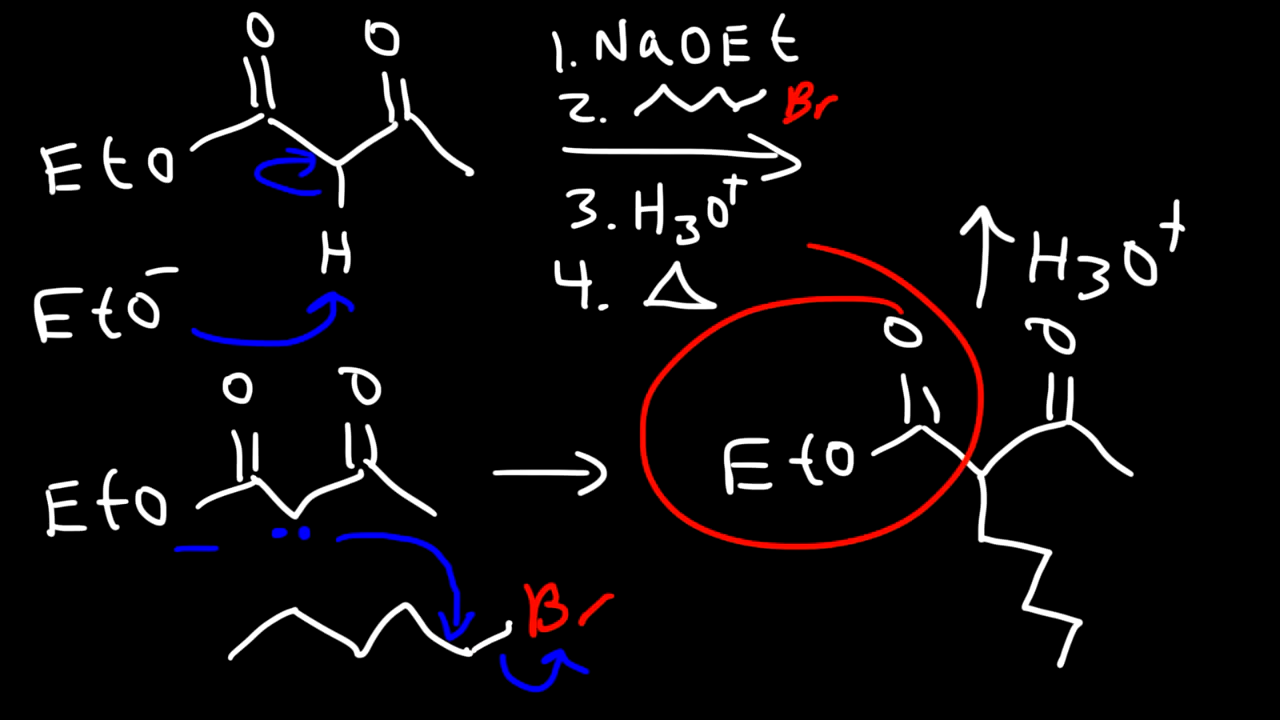 O O
EtO
H
EtO⁻
1. NaOEt
2. Br
3. H₃O⁺
4. △
H₃O⁺
O O
EtO
Br
O O
EtO